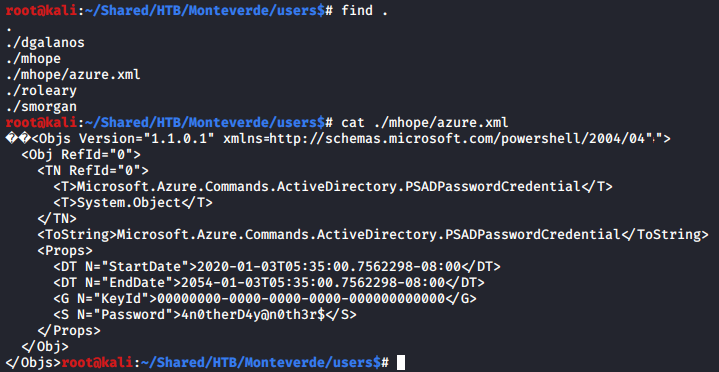 root@kali:~/Shared/HTB/Monteverde/users$# find .
.
./dgalanos
./mhope
./mhope/azure.xml
./roleary
./smorgan
root@kali:~/Shared/HTB/Monteverde/users$# cat ./mhope/azure.xml
��<Objs Version="1.1.0.1" xmlns=http://schemas.microsoft.com/powershell/2004/04"">
  <Obj RefId="0">
    <TN RefId="0">
      <T>Microsoft.Azure.Commands.ActiveDirectory.PSADPasswordCredential</T>
      <T>System.Object</T>
    </TN>
    <ToString>Microsoft.Azure.Commands.ActiveDirectory.PSADPasswordCredential</ToString>
    <Props>
      <DT N="StartDate">2020-01-03T05:35:00.7562298-08:00</DT>
      <DT N="EndDate">2054-01-03T05:35:00.7562298-08:00</DT>
      <G N="KeyId">00000000-0000-0000-0000-000000000000</G>
      <S N="Password">4n0therD4y@n0th3r$</S>
    </Props>
  </Obj>
</Objs>root@kali:~/Shared/HTB/Monteverde/users$#